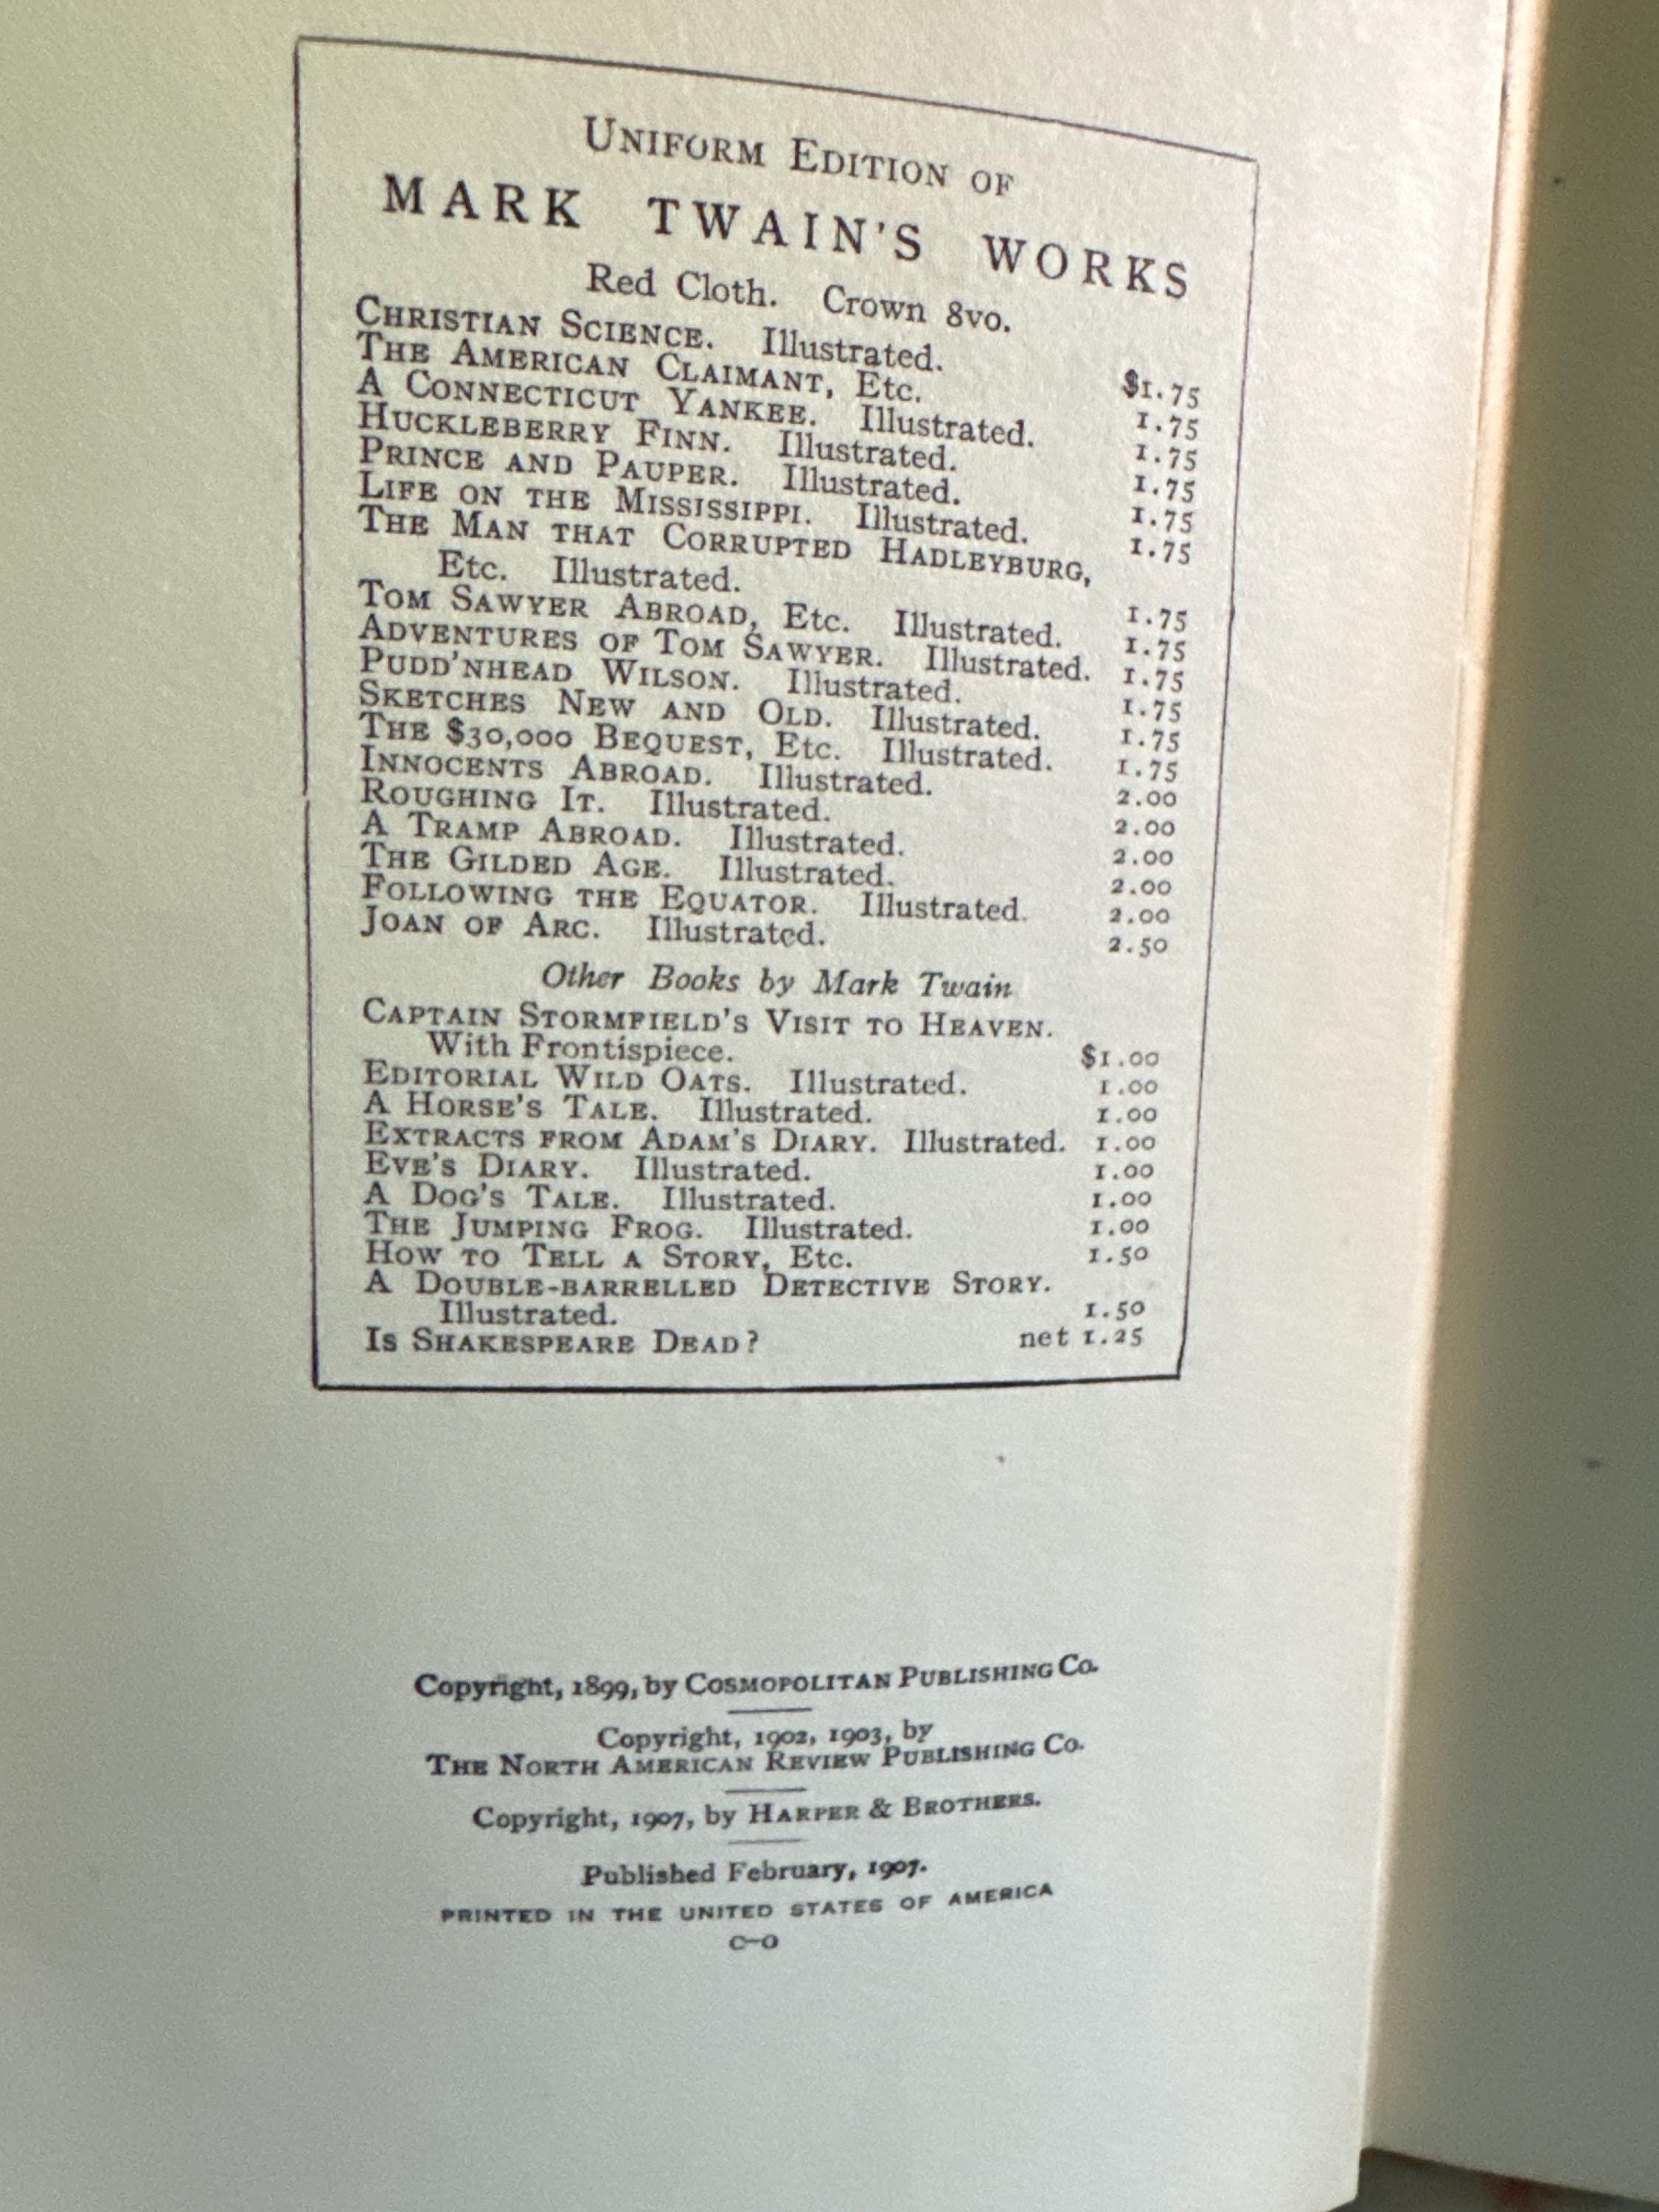 UNIFORM EDITION OF
MARK TWAIN'S WORKS
Red Cloth. Crown 8vo.
CHRISTIAN SCIENCE. Illustrated. $1.75
THE AMERICAN CLAIMANT, Etc. 1.75
A CONNECTICUT YANKEE. Illustrated. 1.75
HUCKLEBERRY FINN. Illustrated. 1.75
PRINCE AND PAUPER. Illustrated. 1.75
LIFE ON THE MISSISSIPPI. Illustrated. 1.75
THE MAN THAT CORRUPTED HADLEYBURG,
Etc. Illustrated. 1.75
TOM SAWYER ABROAD, Etc. Illustrated. 1.75
ADVENTURES OF TOM SAWYER. Illustrated. 1.75
PUDD'NHEAD WILSON. Illustrated. 1.75
SKETCHES NEW AND OLD. Illustrated. 1.75
THE $30,000 BEQUEST, Etc. Illustrated. 1.75
INNOCENTS ABROAD. Illustrated. 2.00
ROUGHING IT. Illustrated. 2.00
A TRAMP ABROAD. Illustrated. 2.00
THE GILDED AGE. Illustrated. 2.00
FOLLOWING THE EQUATOR. Illustrated. 2.00
JOAN OF ARC. Illustrated. 2.50
Other Books by Mark Twain
CAPTAIN STORMFIELD'S VISIT TO HEAVEN.
With Frontispiece. $1.00
EDITORIAL WILD OATS. Illustrated. 1.00
A HORSE'S TALE. Illustrated. 1.00
EXTRACTS FROM ADAM'S DIARY. Illustrated. 1.00
EVE'S DIARY. Illustrated. 1.00
A DOG'S TALE. Illustrated. 1.00
THE JUMPING FROG. Illustrated. 1.00
HOW TO TELL A STORY, Etc. 1.50
A DOUBLE-BARRELLED DETECTIVE STORY.
Illustrated. 1.50
IS SHAKESPEARE DEAD? net 1.25
Copyright, 1899, by COSMOPOLITAN PUBLISHING CO.
Copyright, 1902, 1903, by
THE NORTH AMERICAN REVIEW PUBLISHING CO.
Copyright, 1907, by HARPER & BROTHERS.
Published February, 1907.
PRINTED IN THE UNITED STATES OF AMERICA
C-O